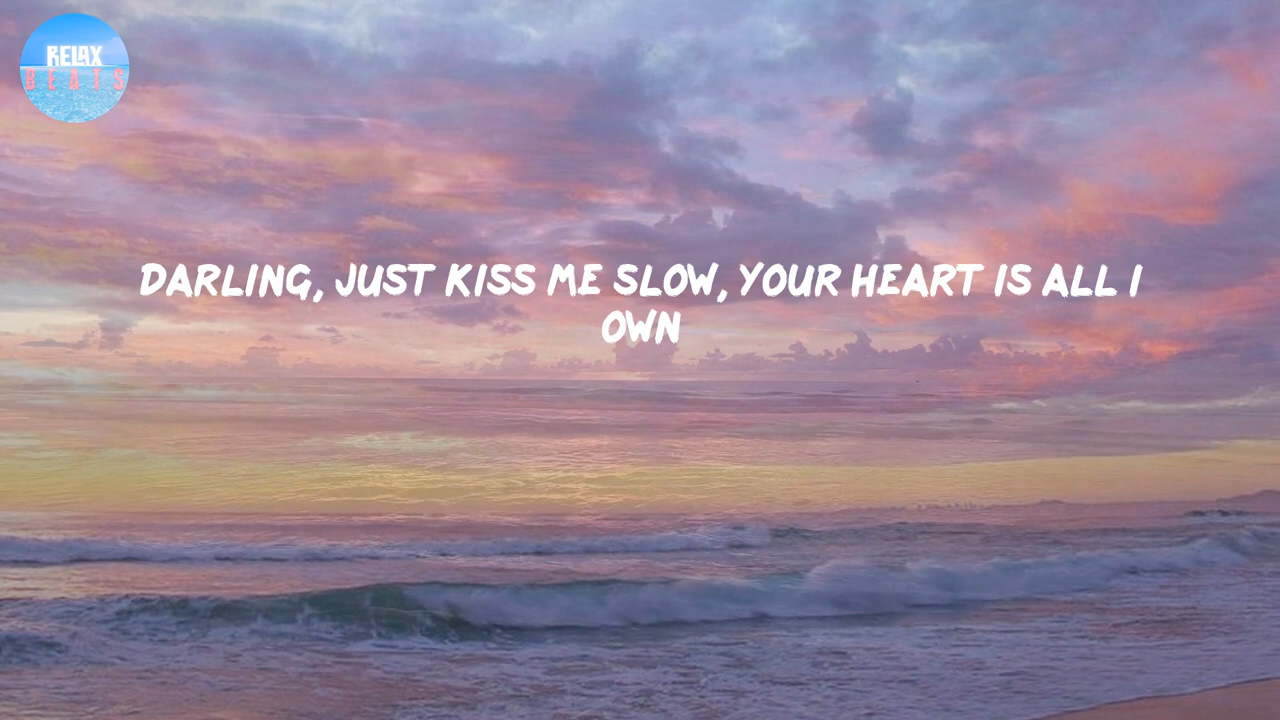 RELAX
BEATS
DARLING, JUST KISS ME SLOW, YOUR HEART IS ALL I
OWN